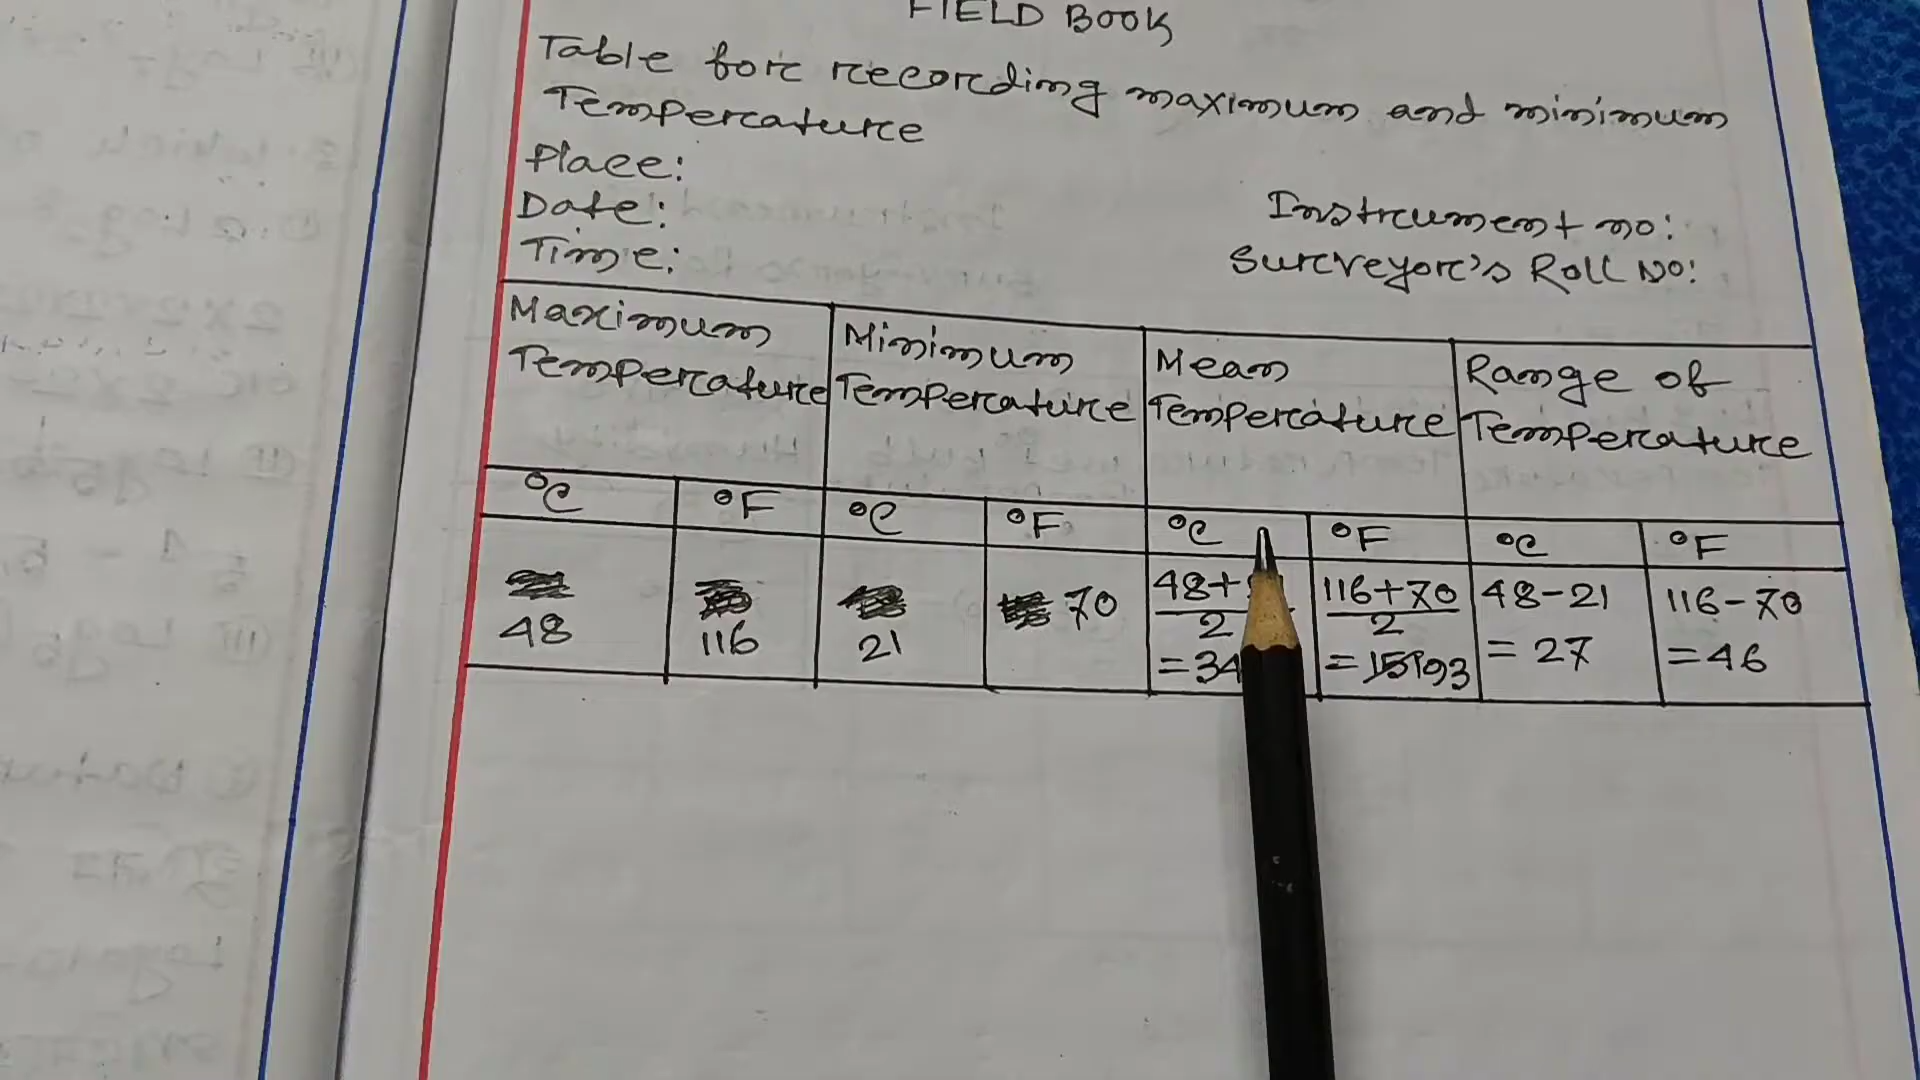 FIELD BOOK
Table for recording maximum and minimum
Temperature
Place:
Date:
Time:
Instrument no:
Surveyor's Roll No:
Maximum
Temperature
Minimum
Temperature
Mean
Temperature
Range of
Temperature
°C °F °C °F °C °F °C °F
48
116
21
70
48+
2
=34
116+70
2
=93
48-21
=27
116-70
=46